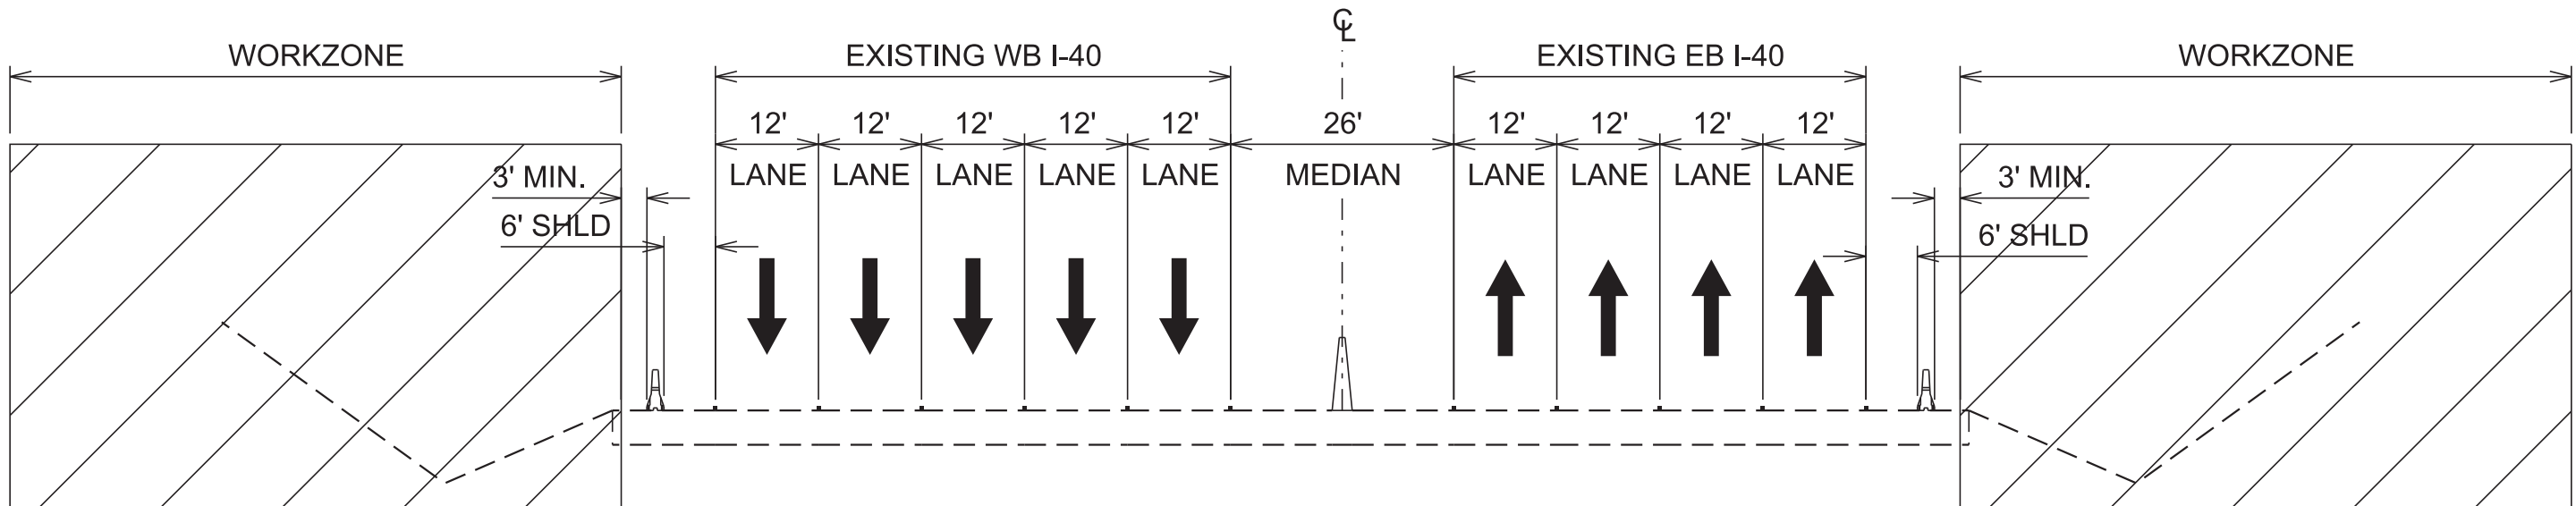 ℄
WORKZONE EXISTING WB I-40 EXISTING EB I-40 WORKZONE
12' 12' 12' 12' 12' 26' 12' 12' 12' 12'
LANE LANE LANE LANE LANE MEDIAN LANE LANE LANE LANE
3' MIN. 3' MIN.
6' SHLD 6' SHLD